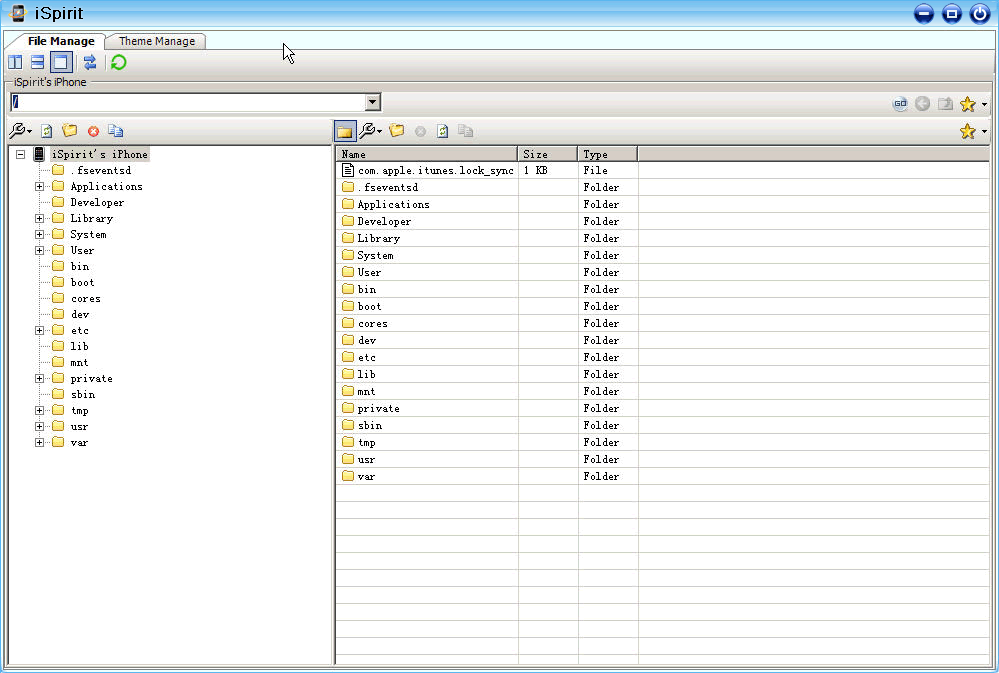 iSpirit
File Manage Theme Manage
iSpirit's iPhone
/
GO
iSpirit's iPhone
.fseventsd
Applications
Developer
Library
System
User
bin
boot
cores
dev
etc
lib
mnt
private
sbin
tmp
usr
var
Name Size Type
com.apple.itunes.lock_sync 1 KB File
.fseventsd Folder
Applications Folder
Developer Folder
Library Folder
System Folder
User Folder
bin Folder
boot Folder
cores Folder
dev Folder
etc Folder
lib Folder
mnt Folder
private Folder
sbin Folder
tmp Folder
usr Folder
var Folder